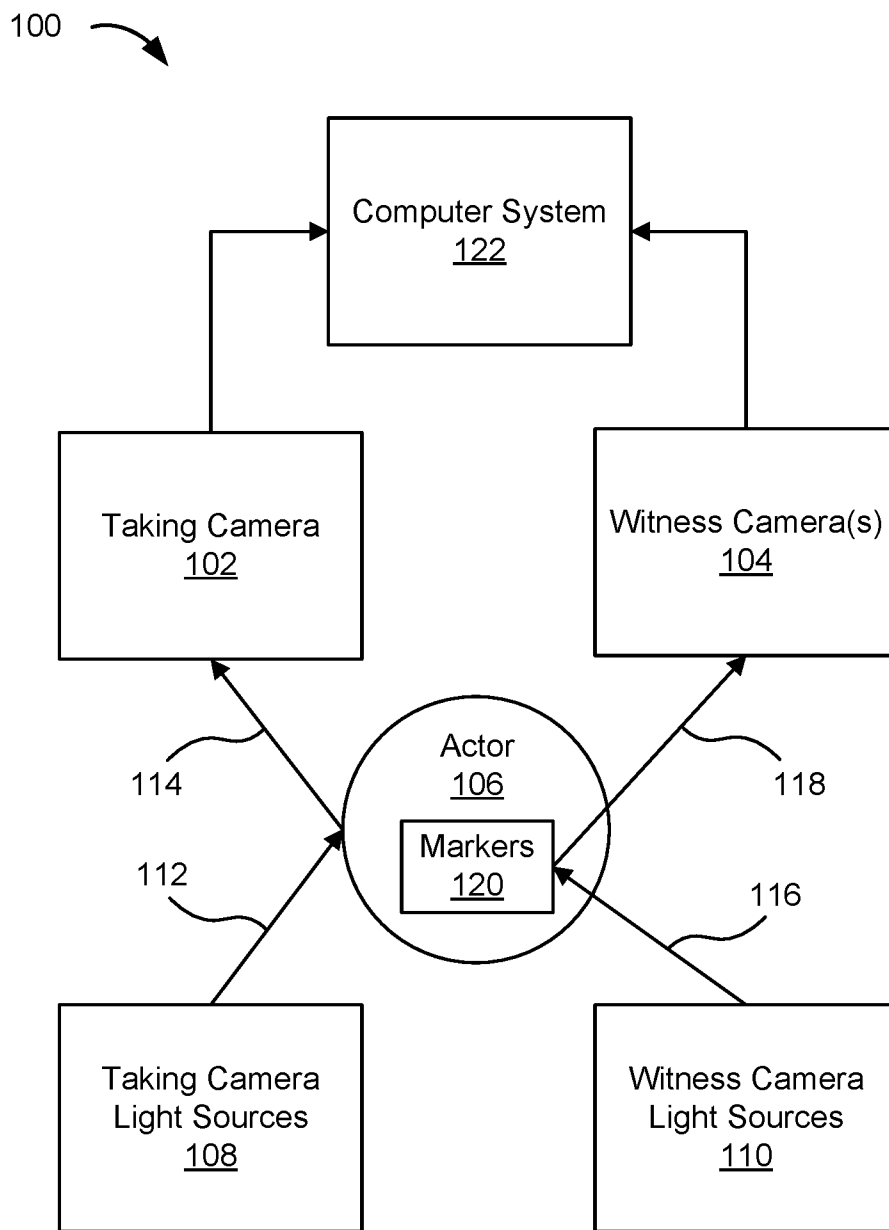 100
Computer System
122
Taking Camera
102
Witness Camera(s)
104
114
Actor
106
118
Markers
120
112
116
Taking Camera
Light Sources
108
Witness Camera
Light Sources
110